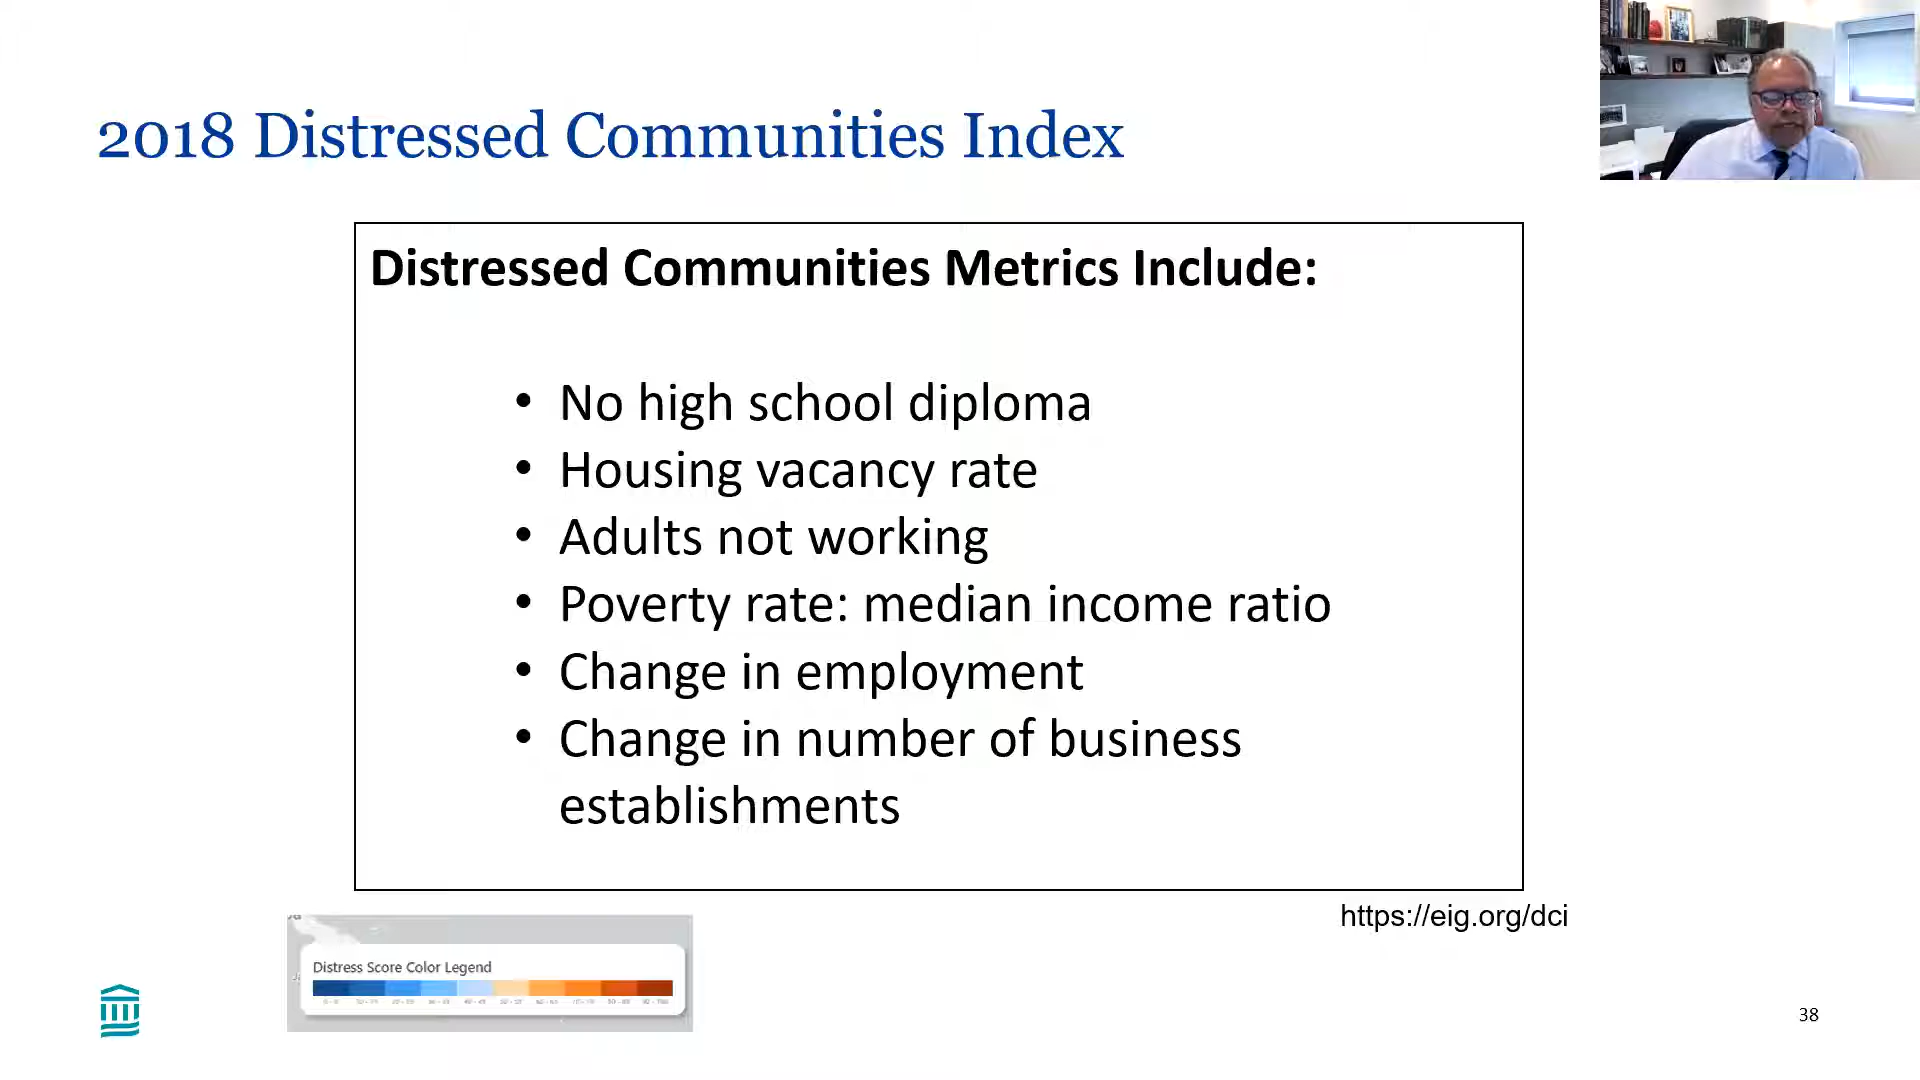 2018 Distressed Communities Index
Distressed Communities Metrics Include:
• No high school diploma
• Housing vacancy rate
• Adults not working
• Poverty rate: median income ratio
• Change in employment
• Change in number of business
establishments
https://eig.org/dci
Distress Score Color Legend
38